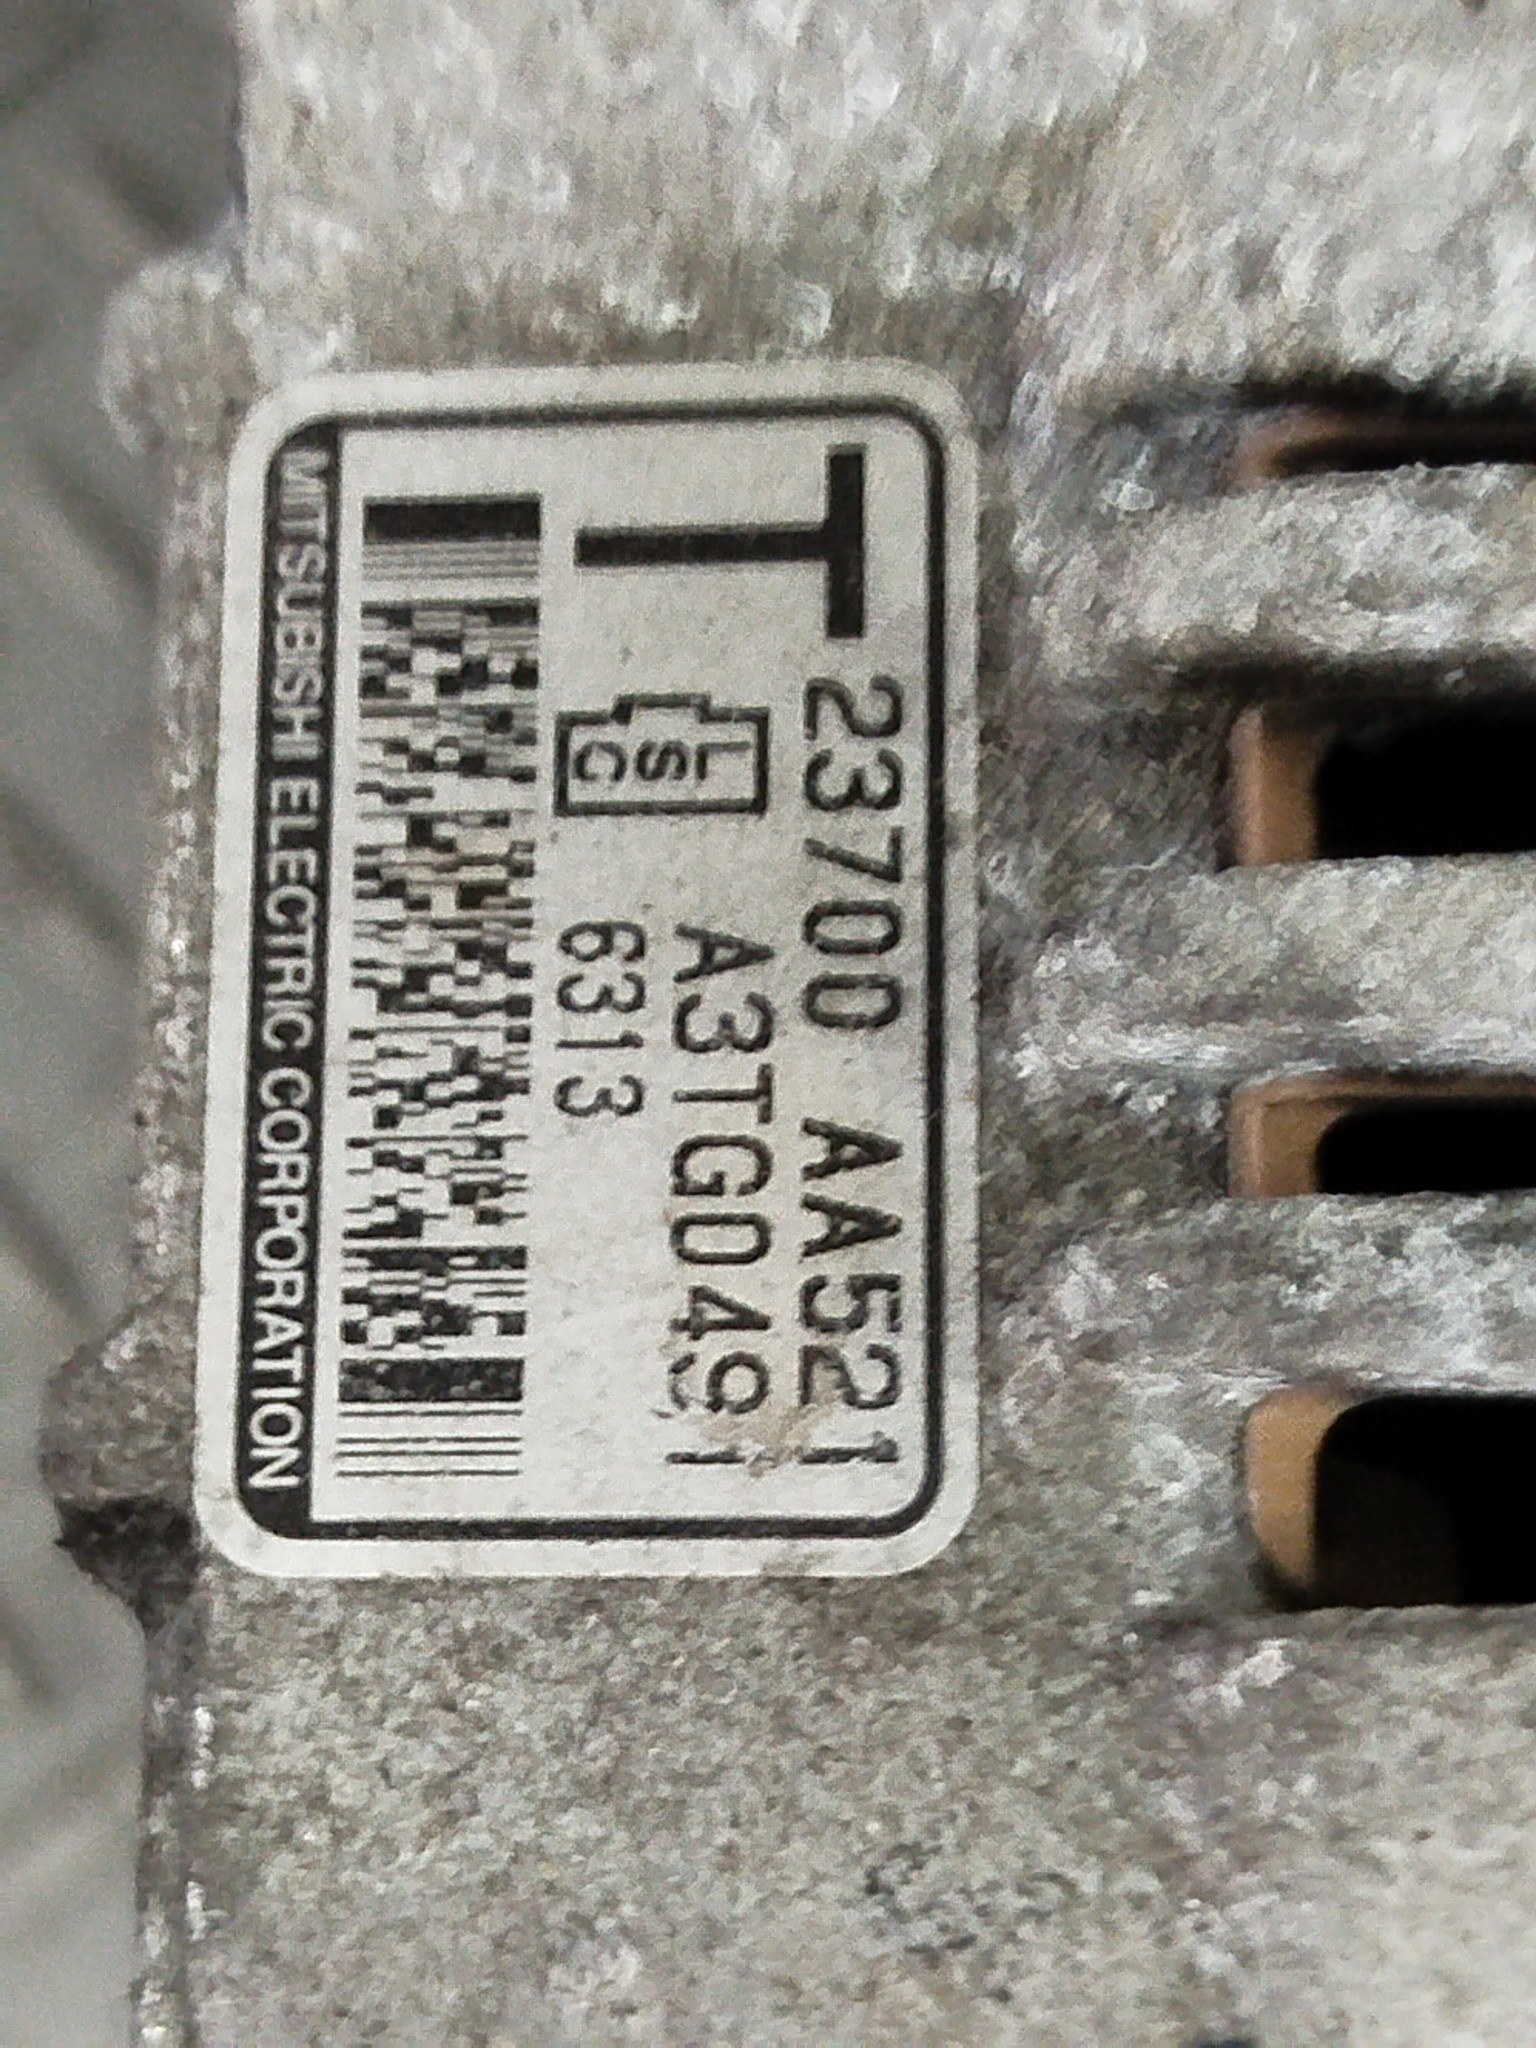 T 23700 AA521
L S C A3TG0491
6313
MITSUBISHI ELECTRIC CORPORATION